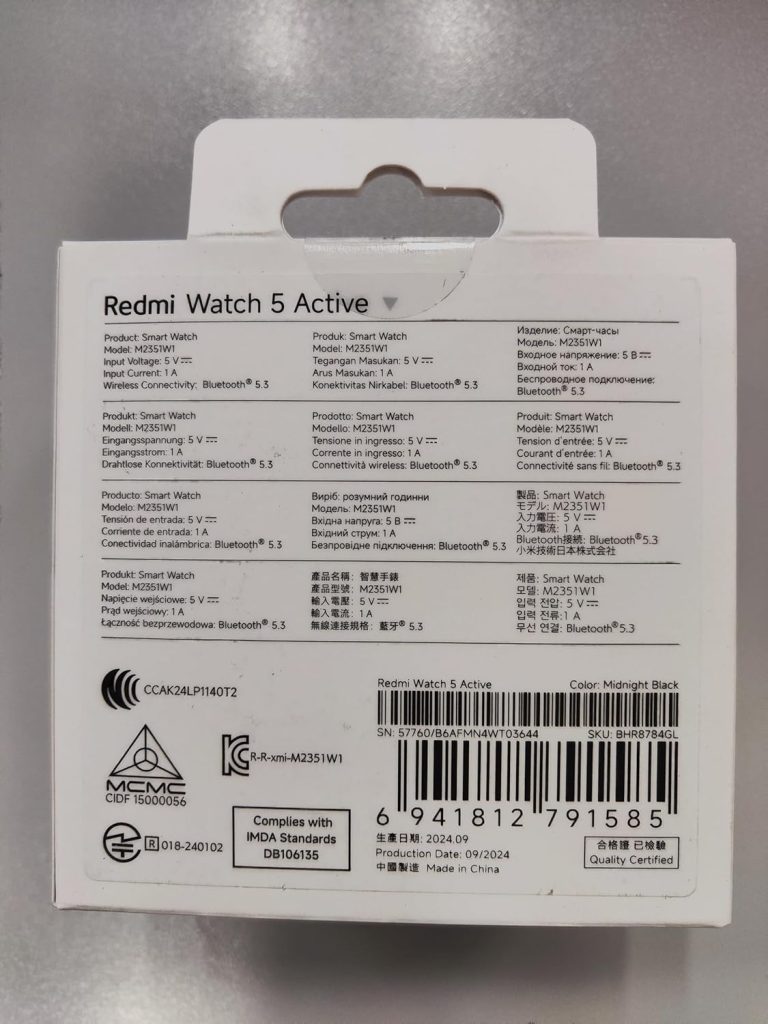 Redmi Watch 5 Active
Product: Smart Watch
Model: M2351W1
Input Voltage: 5 V⎓
Input Current: 1 A
Wireless Connectivity: Bluetooth® 5.3
Produk: Smart Watch
Model: M2351W1
Tegangan Masukan: 5 V⎓
Arus Masukan: 1 A
Konektivitas Nirkabel: Bluetooth® 5.3
Изделие: Смарт-часы
Модель: M2351W1
Входное напряжение: 5 В⎓
Входной ток: 1 А
Беспроводное подключение:
Bluetooth® 5.3
Produkt: Smart Watch
Modell: M2351W1
Eingangsspannung: 5 V⎓
Eingangsstrom: 1 A
Drahtlose Konnektivität: Bluetooth® 5.3
Prodotto: Smart Watch
Modello: M2351W1
Tensione in ingresso: 5 V⎓
Corrente in ingresso: 1 A
Connettività wireless: Bluetooth® 5.3
Produit: Smart Watch
Modèle: M2351W1
Tension d'entrée: 5 V⎓
Courant d'entrée: 1 A
Connectivité sans fil: Bluetooth® 5.3
Producto: Smart Watch
Modelo: M2351W1
Tensión de entrada: 5 V⎓
Corriente de entrada: 1 A
Conectividad inalámbrica: Bluetooth® 5.3
Виріб: розумний годинни
Модель: M2351W1
Вхідна напруга: 5 В⎓
Вхідний струм: 1 А
Безпровідне підключення: Bluetooth® 5.3
製品: Smart Watch
モデル: M2351W1
入力電圧: 5 V⎓
入力電流: 1 A
Bluetooth接続: Bluetooth®5.3
小米技術日本株式会社
Produkt: Smart Watch
Model: M2351W1
Napięcie wejściowe: 5 V⎓
Prąd wejściowy: 1 A
Łączność bezprzewodowa: Bluetooth® 5.3
產品名稱: 智慧手錶
產品型號: M2351W1
輸入電壓: 5 V⎓
輸入電流: 1 A
無線連接規格: 藍牙® 5.3
제품: Smart Watch
모델: M2351W1
입력 전압: 5 V⎓
입력 전류: 1 A
무선 연결: Bluetooth®5.3
CCAK24LP1140T2
MCMC
CIDF 15000056
R-R-xmi-M2351W1
R 018-240102
Complies with
IMDA Standards
DB106135
Redmi Watch 5 Active Color: Midnight Black
SN: 57760/B6AFMN4WT03644 SKU: BHR8784GL
6 941812 791585
生產日期: 2024.09
Production Date: 09/2024
中國製造 Made in China
合格證 已檢驗
Quality Certified